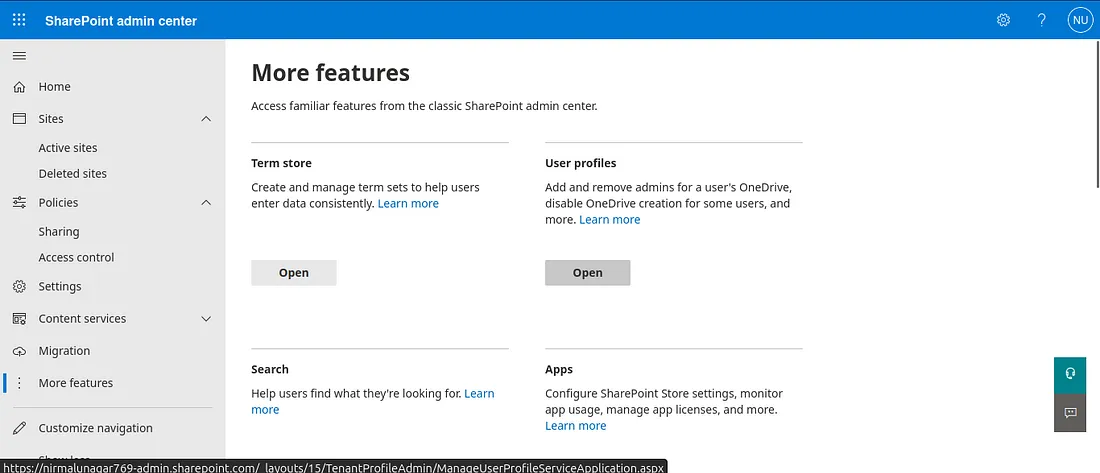 SharePoint admin center
?
NU
Home
Sites
Active sites
Deleted sites
Policies
Sharing
Access control
Settings
Content services
Migration
More features
Customize navigation
Show less
More features
Access familiar features from the classic SharePoint admin center.
Term store
Create and manage term sets to help users
enter data consistently. Learn more
Open
User profiles
Add and remove admins for a user's OneDrive,
disable OneDrive creation for some users, and
more. Learn more
Open
Search
Help users find what they're looking for. Learn
more
Apps
Configure SharePoint Store settings, monitor
app usage, manage app licenses, and more.
Learn more
https://nirmalunagar769-admin.sharepoint.com/_layouts/15/TenantProfileAdmin/ManageUserProfileServiceApplication.aspx